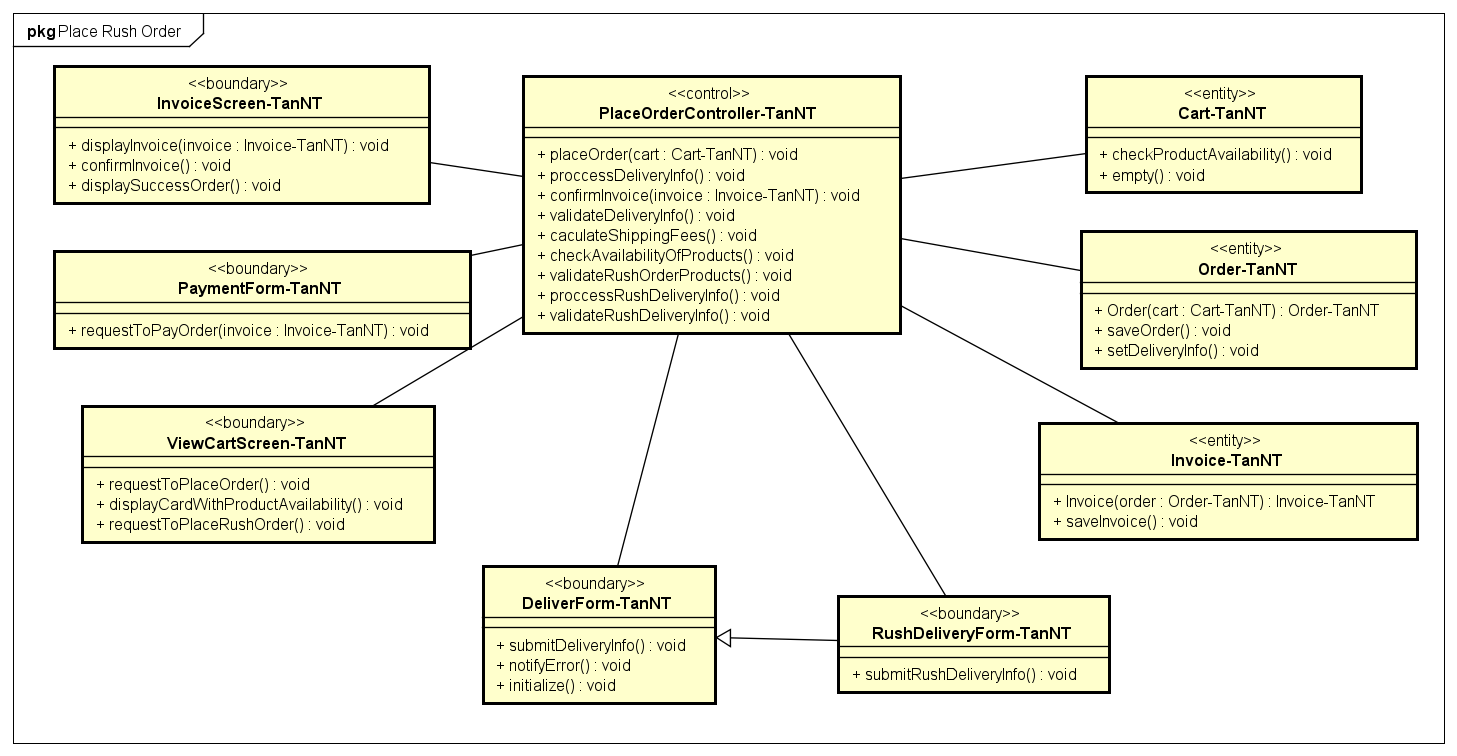 pkg Place Rush Order
<<boundary>>
InvoiceScreen-TanNT
+ displayInvoice(invoice : Invoice-TanNT) : void
+ confirmInvoice() : void
+ displaySuccessOrder() : void
<<control>>
PlaceOrderController-TanNT
+ placeOrder(cart : Cart-TanNT) : void
+ proccessDeliveryInfo() : void
+ confirmInvoice(invoice : Invoice-TanNT) : void
+ validateDeliveryInfo() : void
+ caculateShippingFees() : void
+ checkAvailabilityOfProducts() : void
+ validateRushOrderProducts() : void
+ proccessRushDeliveryInfo() : void
+ validateRushDeliveryInfo() : void
<<entity>>
Cart-TanNT
+ checkProductAvailability() : void
+ empty() : void
<<boundary>>
PaymentForm-TanNT
+ requestToPayOrder(invoice : Invoice-TanNT) : void
<<entity>>
Order-TanNT
+ Order(cart : Cart-TanNT) : Order-TanNT
+ saveOrder() : void
+ setDeliveryInfo() : void
<<boundary>>
ViewCartScreen-TanNT
+ requestToPlaceOrder() : void
+ displayCardWithProductAvailability() : void
+ requestToPlaceRushOrder() : void
<<entity>>
Invoice-TanNT
+ Invoice(order : Order-TanNT) : Invoice-TanNT
+ saveInvoice() : void
<<boundary>>
DeliverForm-TanNT
+ submitDeliveryInfo() : void
+ notifyError() : void
+ initialize() : void
<<boundary>>
RushDeliveryForm-TanNT
+ submitRushDeliveryInfo() : void